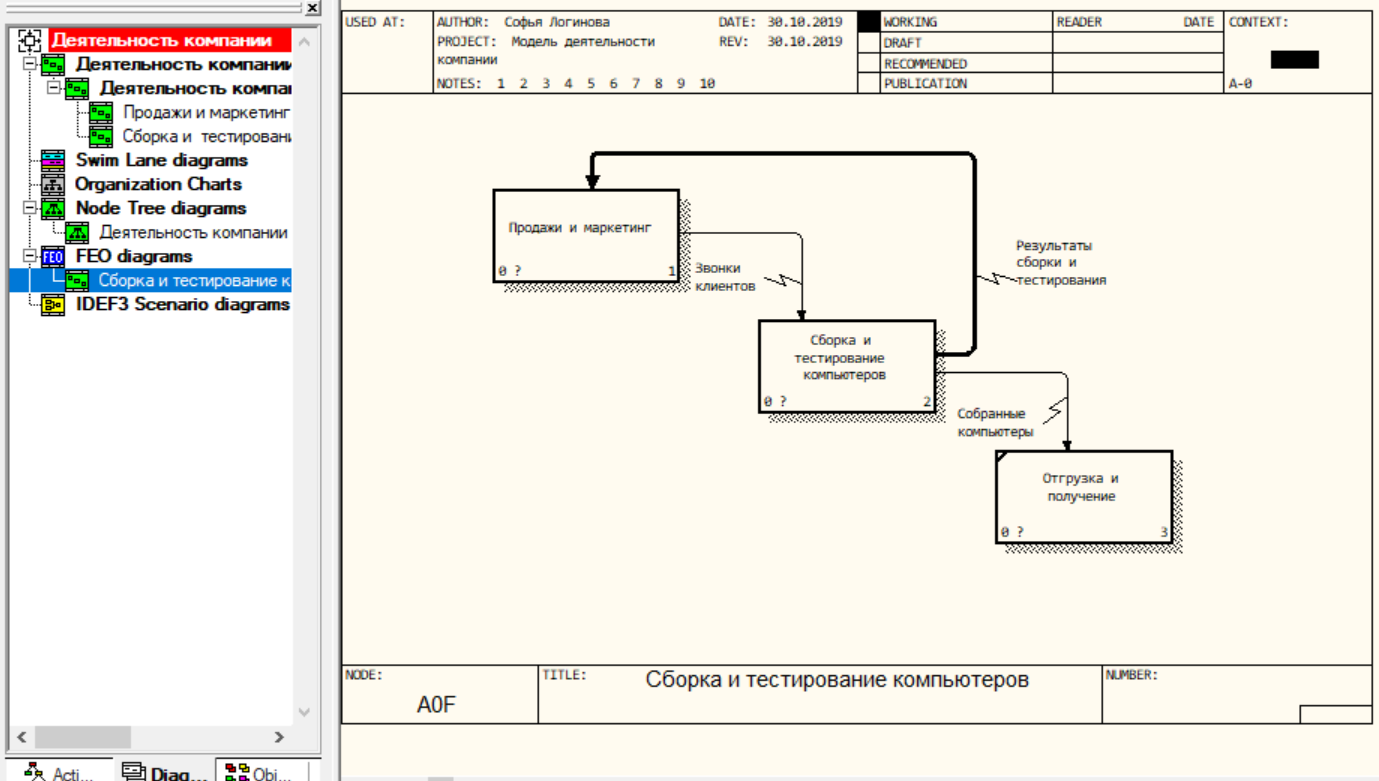 Деятельность компании
Деятельность компании
Деятельность компа
Продажи и маркетинг
Сборка и тестировани
Swim Lane diagrams
Organization Charts
Node Tree diagrams
Деятельность компании
FEO FEO diagrams
Сборка и тестирование к
IDEF3 Scenario diagrams
Acti... Diag... Obj...
USED AT: AUTHOR: Софья Логинова DATE: 30.10.2019 WORKING READER DATE CONTEXT:
PROJECT: Модель деятельности REV: 30.10.2019 DRAFT
компании RECOMMENDED
NOTES: 1 2 3 4 5 6 7 8 9 10 PUBLICATION A-0
Продажи и маркетинг
0 ? 1
Звонки
клиентов
Результаты
сборки и
тестирования
Сборка и
тестирование
компьютеров
0 ? 2
Собранные
компьютеры
Отгрузка и
получение
0 ? 3
NODE: TITLE: Сборка и тестирование компьютеров NUMBER:
A0F